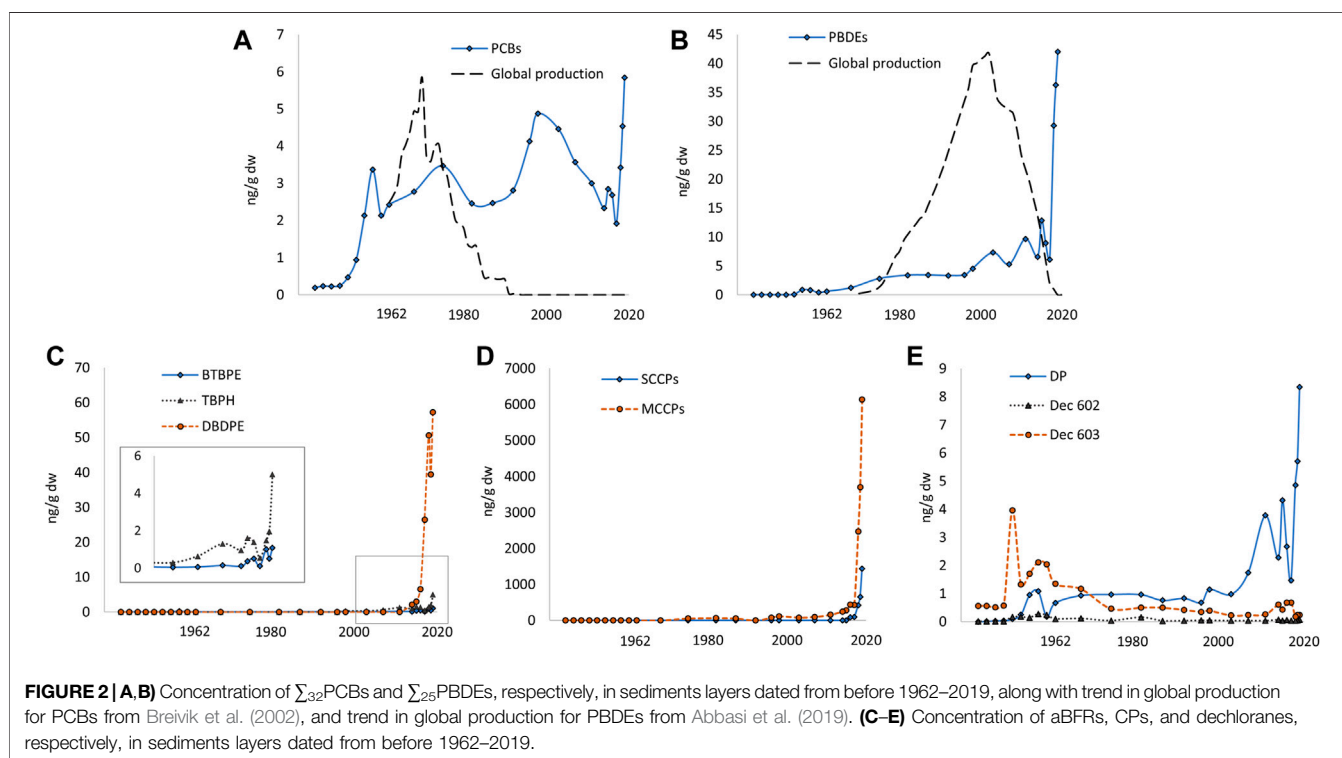 A
PCBs
Global production
ng/g dw
7
6
5
4
3
2
1
0
1962
1980
2000
2020
B
PBDEs
Global production
ng/g dw
45
40
35
30
25
20
15
10
5
0
1962
1980
2000
2020
C
BTBPE
TBPH
DBDPE
ng/g dw
70
60
50
40
30
20
10
0
6
4
2
0
1962
1980
2000
2020
D
SCCPs
MCCPs
ng/g dw
7000
6000
5000
4000
3000
2000
1000
0
1962
1980
2000
2020
E
DP
Dec 602
Dec 603
ng/g dw
9
8
7
6
5
4
3
2
1
0
1962
1980
2000
2020
FIGURE 2 | A,B) Concentration of ∑32PCBs and ∑25PBDEs, respectively, in sediments layers dated from before 1962–2019, along with trend in global production
for PCBs from Breivik et al. (2002), and trend in global production for PBDEs from Abbasi et al. (2019). (C–E) Concentration of aBFRs, CPs, and dechloranes,
respectively, in sediments layers dated from before 1962–2019.